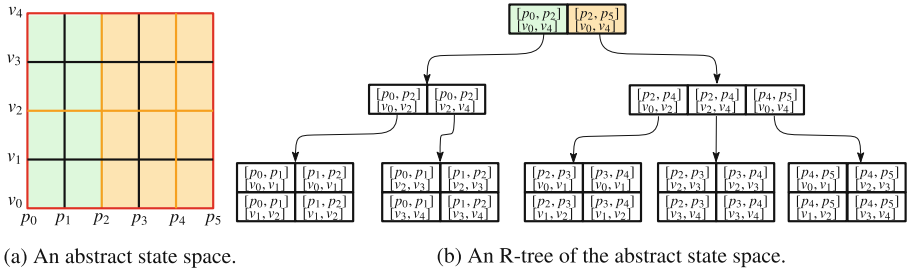 v4
v3
v2
v1
v0
p0 p1 p2 p3 p4 p5
[p0, p2] [p2, p5]
[v0, v4] [v0, v4]
[p0, p2] [p0, p2] [p2, p4] [p2, p4] [p4, p5]
[v0, v2] [v2, v4] [v0, v2] [v2, v4] [v0, v4]
[p0, p1] [p1, p2] [p0, p1] [p1, p2] [p2, p3] [p3, p4] [p2, p3] [p3, p4] [p4, p5] [p4, p5]
[v0, v1] [v0, v1] [v2, v3] [v2, v3] [v0, v1] [v0, v1] [v2, v3] [v2, v3] [v0, v1] [v2, v3]
[p0, p1] [p1, p2] [p0, p1] [p1, p2] [p2, p3] [p3, p4] [p2, p3] [p3, p4] [p4, p5] [p4, p5]
[v1, v2] [v1, v2] [v3, v4] [v3, v4] [v1, v2] [v1, v2] [v3, v4] [v3, v4] [v1, v2] [v3, v4]
(a) An abstract state space. (b) An R-tree of the abstract state space.